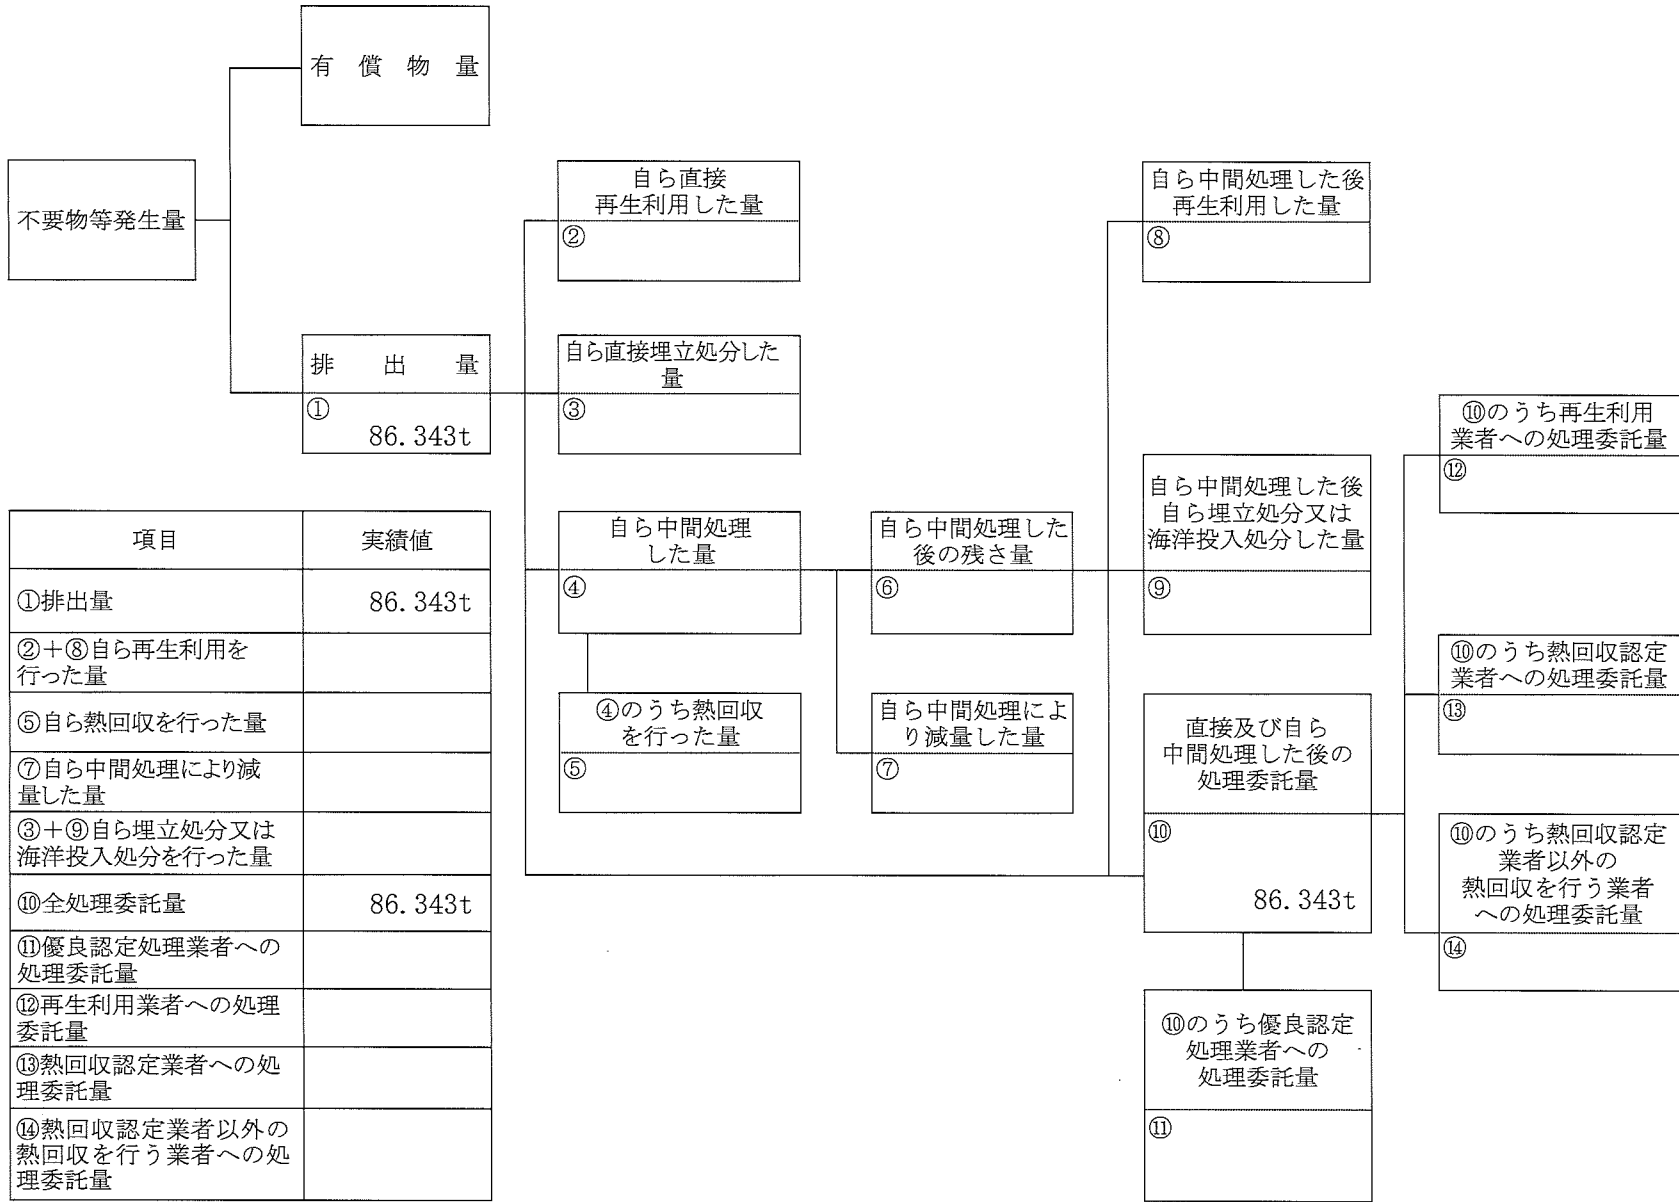 有償物量
不要物等発生量
自ら直接
再生利用した量
②
自ら中間処理した後
再生利用した量
⑧
排出量
①
86.343t
自ら直接埋立処分した
量
③
⑩のうち再生利用
業者への処理委託量
⑫
自ら中間処理
した量
④
自ら中間処理した
後の残さ量
⑥
自ら中間処理した後
自ら埋立処分又は
海洋投入処分した量
⑨
⑩のうち熱回収認定
業者への処理委託量
⑬
④のうち熱回収
を行った量
⑤
自ら中間処理によ
り減量した量
⑦
直接及び自ら
中間処理した後の
処理委託量
⑩
86.343t
⑩のうち熱回収認定
業者以外の
熱回収を行う業者
への処理委託量
⑭
⑩のうち優良認定
処理業者への
処理委託量
⑪
項目 実績値
①排出量 86.343t
②＋⑧自ら再生利用を
行った量
⑤自ら熱回収を行った量
⑦自ら中間処理により減
量した量
③＋⑨自ら埋立処分又は
海洋投入処分を行った量
⑩全処理委託量 86.343t
⑪優良認定処理業者への
処理委託量
⑫再生利用業者への処理
委託量
⑬熱回収認定業者への処
理委託量
⑭熱回収認定業者以外の
熱回収を行う業者への処
理委託量